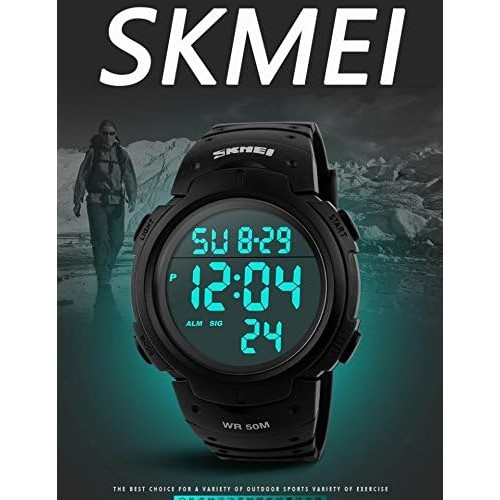 SKMEI
SKMEI
LIGHT
START
SU 8-29
P 12:04
ALM SIG 24
MODE
WR 50M
THE BEST CHOICE FOR A VARIETY OF OUTDOOR SPORTS VARIETY OF EXERCISE